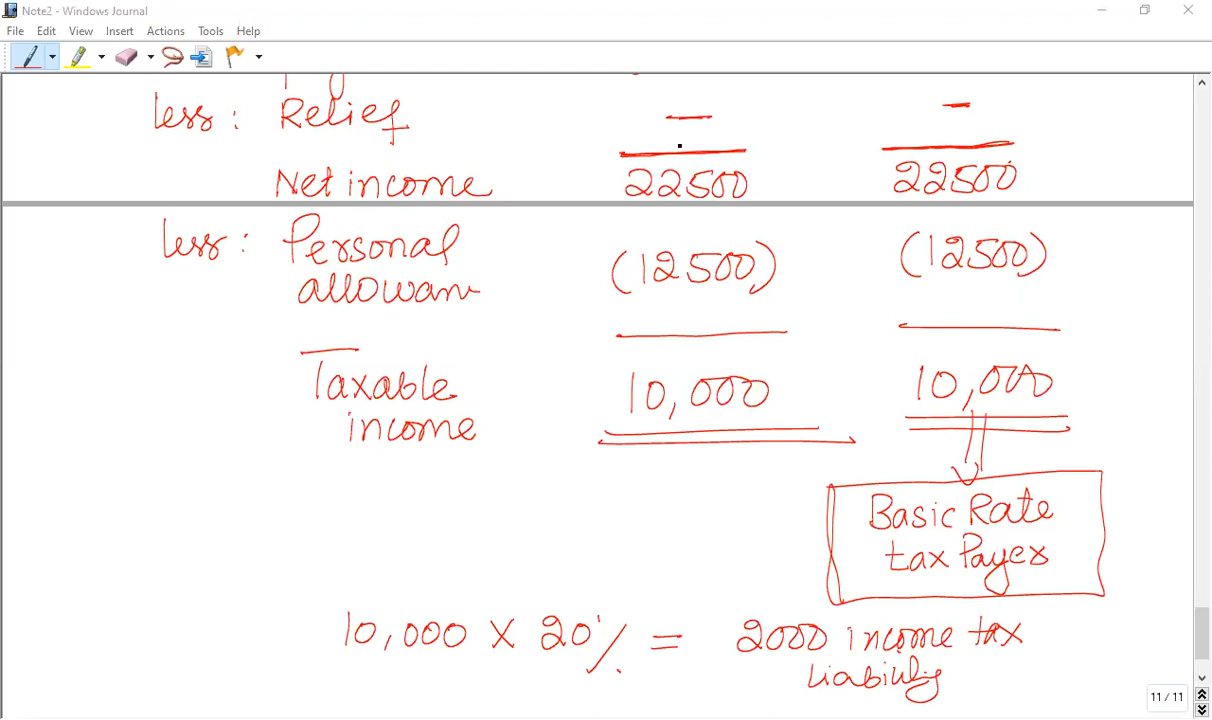 Note2 - Windows Journal
File Edit View Insert Actions Tools Help
less : Relief — —
Net income 22500 22500
less : Personal (12500) (12500)
allowan
Taxable 10,000 10,000
income
Basic Rate
tax Payer
10,000 X 20% = 2000 income tax
liability
11 / 11